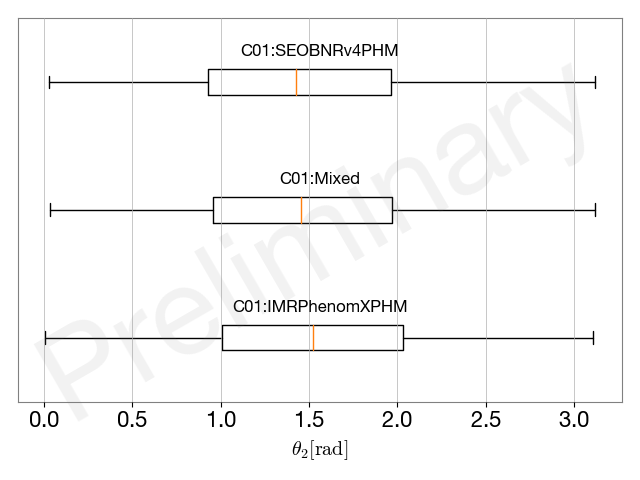 C01:SEOBNRv4PHM
C01:Mixed
C01:IMRPhenomXPHM
Preliminary
0.0 0.5 1.0 1.5 2.0 2.5 3.0
θ₂[rad]